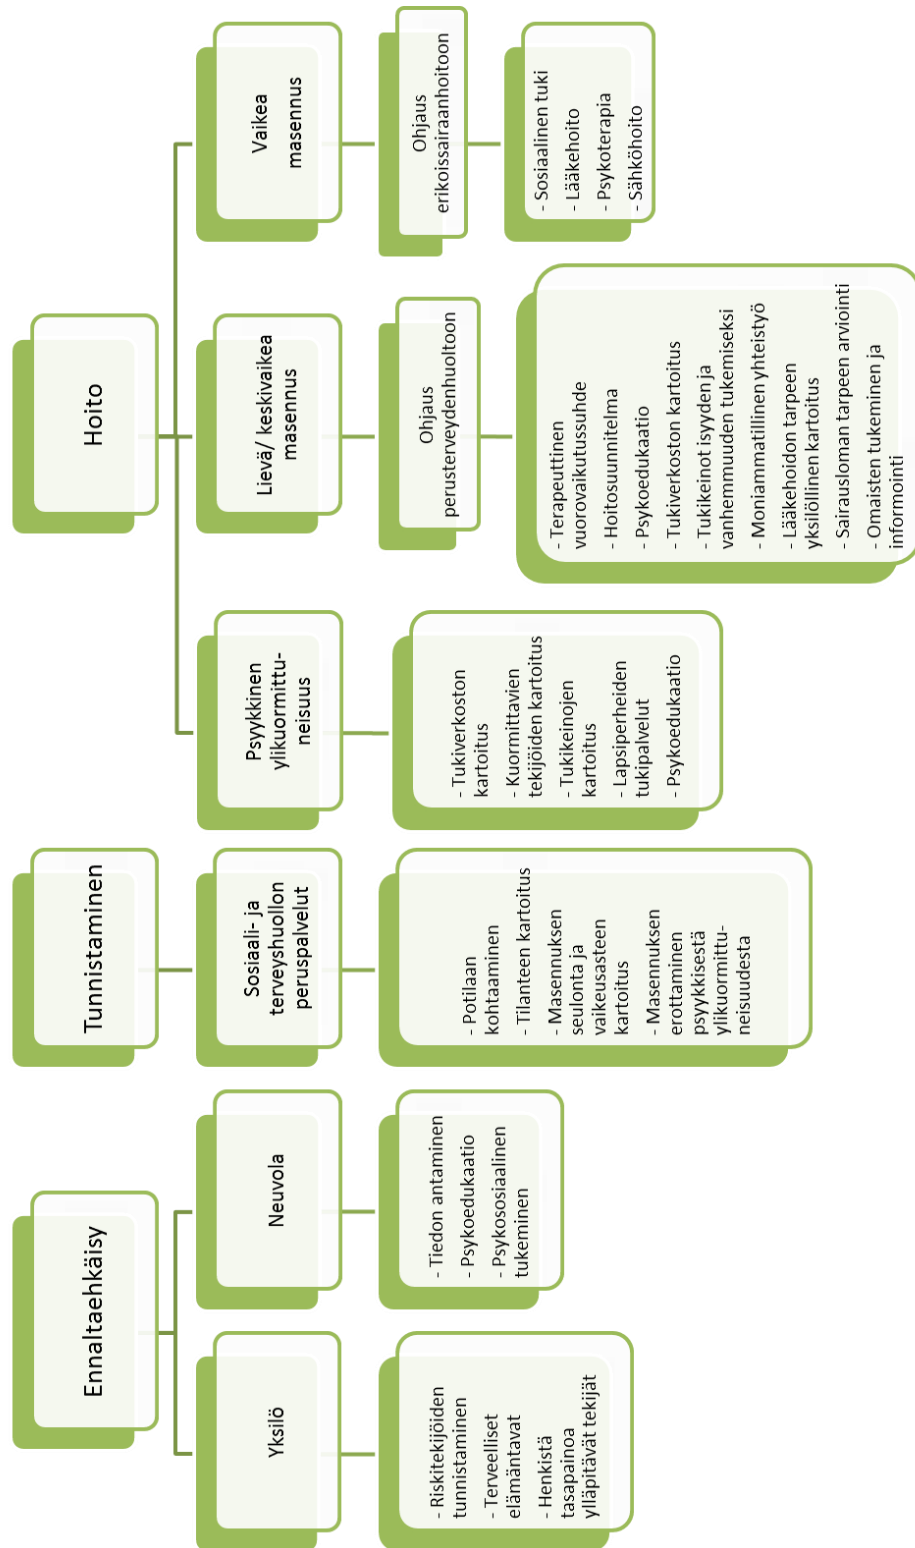 Ennaltaehkäisy
Yksilö
- Riskitekijöiden
tunnistaminen
- Terveelliset
elämäntavat
- Henkistä
tasapainoa
ylläpitävät tekijät
Neuvola
- Tiedon antaminen
- Psykoedukaatio
- Psykososiaalinen
tukeminen
Tunnistaminen
Sosiaali- ja
terveyshuollon
peruspalvelut
- Potilaan
kohtaaminen
- Tilanteen kartoitus
- Masennuksen
seulonta ja
vaikeusasteen
kartoitus
- Masennuksen
erottaminen
psyykkisestä
ylikuormittu-
neisuudesta
Hoito
Psyykkinen
ylikuormittu-
neisuus
- Tukiverkoston
kartoitus
- Kuormittavien
tekijöiden kartoitus
- Tukikeinojen
kartoitus
- Lapsiperheiden
tukipalvelut
- Psykoedukaatio
Lievä/ keskivaikea
masennus
Ohjaus
perusterveydenhuoltoon
- Terapeuttinen
vuorovaikutussuhde
- Hoitosuunnitelma
- Psykoedukaatio
- Tukiverkoston kartoitus
- Tukikeinot isyyden ja
vanhemmuuden tukemiseksi
- Moniammatillinen yhteistyö
- Lääkehoidon tarpeen
yksilöllinen kartoitus
- Sairausloman tarpeen arviointi
- Omaisten tukeminen ja
informointi
Vaikea
masennus
Ohjaus
erikoissairaanhoitoon
- Sosiaalinen tuki
- Lääkehoito
- Psykoterapia
- Sähköhoito